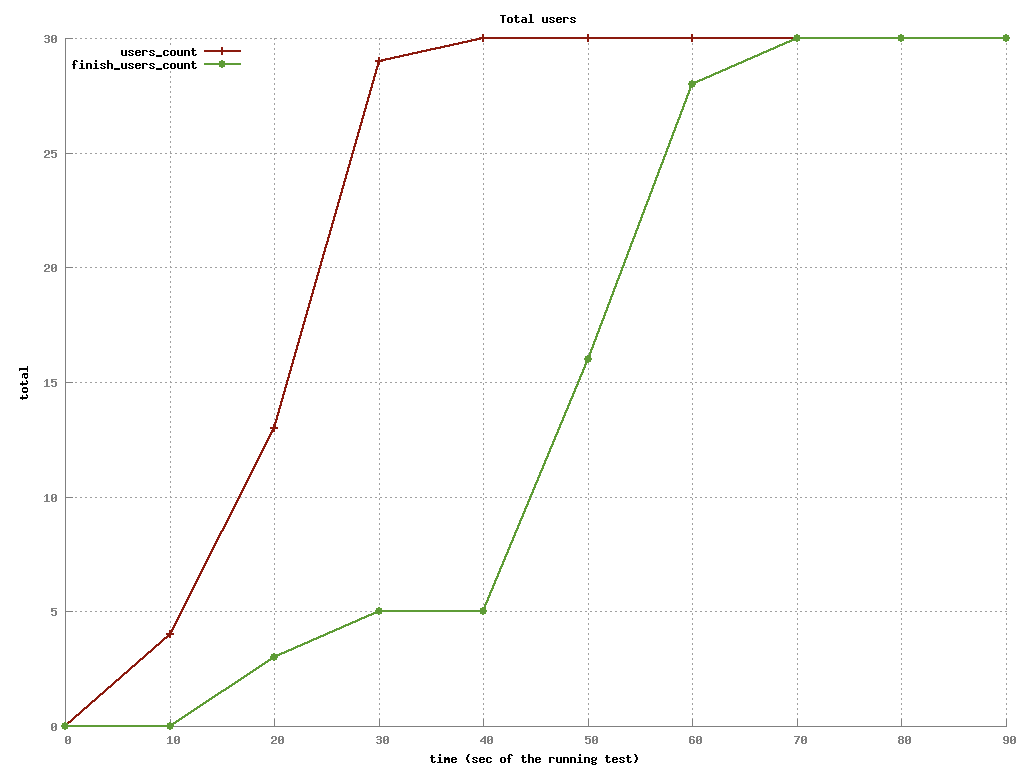 Total users
users_count
finish_users_count
30
25
20
15
10
5
0
total
0 10 20 30 40 50 60 70 80 90
time (sec of the running test)